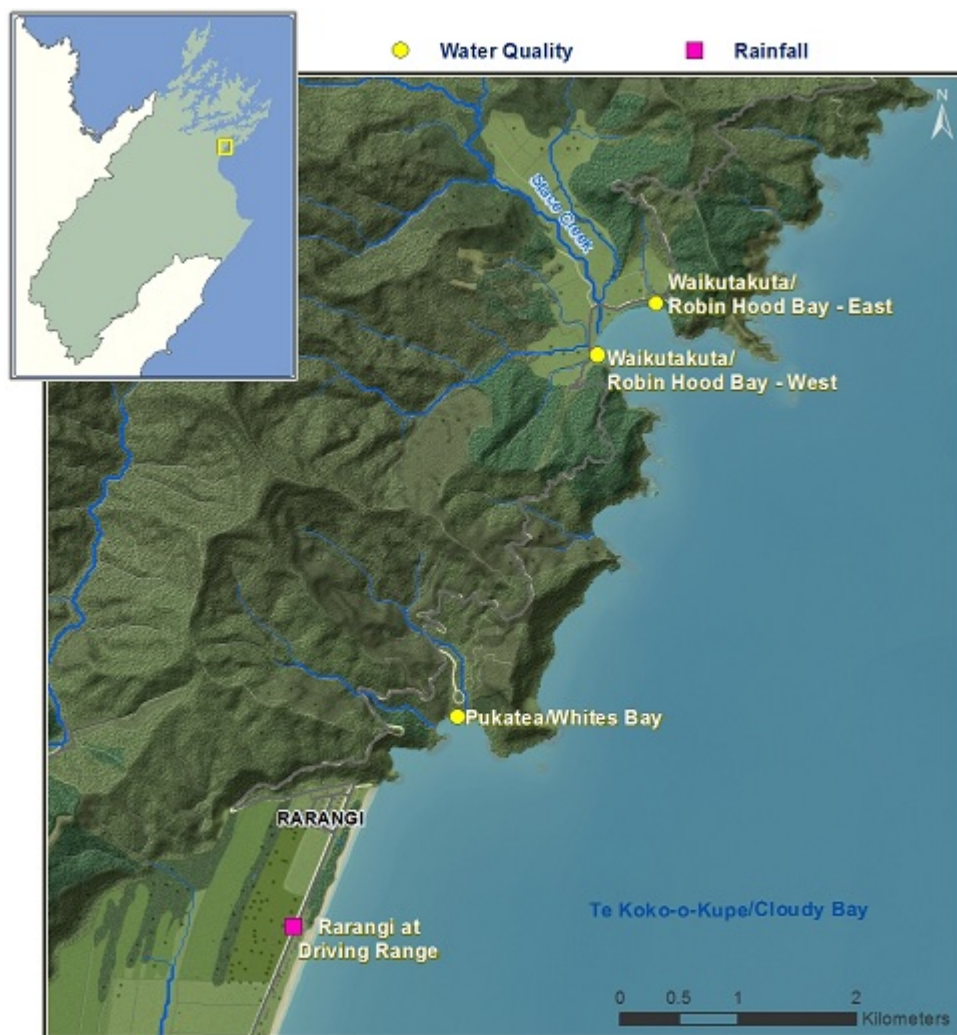 Water Quality
Rainfall
N
Slace Creek
Waikutakuta/
Robin Hood Bay - East
Waikutakuta/
Robin Hood Bay - West
Pukatea/Whites Bay
RARANGI
Rarangi at
Driving Range
Te Koko-o-Kupe/Cloudy Bay
0 0.5 1 2
Kilometers